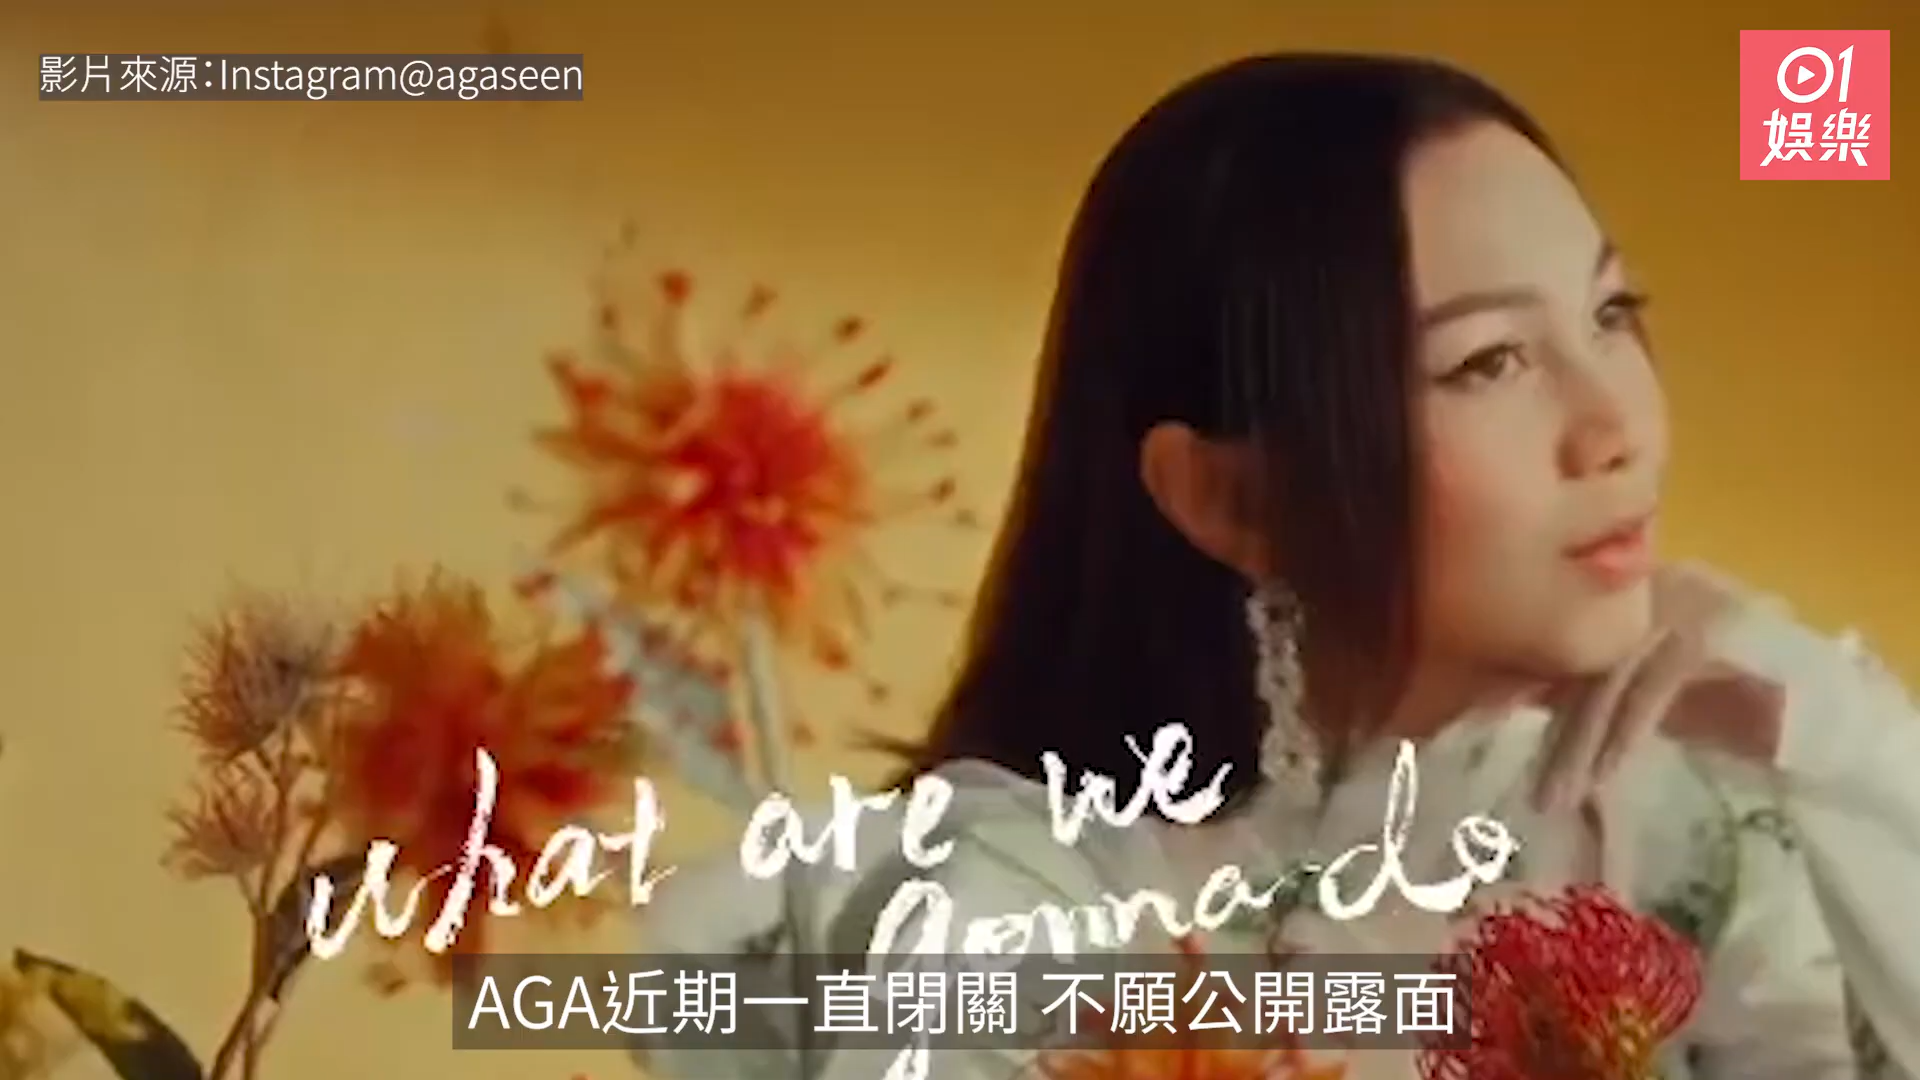 影片來源：Instagram@agaseen
01
娛樂
what are we
gonna do
AGA近期一直閉關 不願公開露面